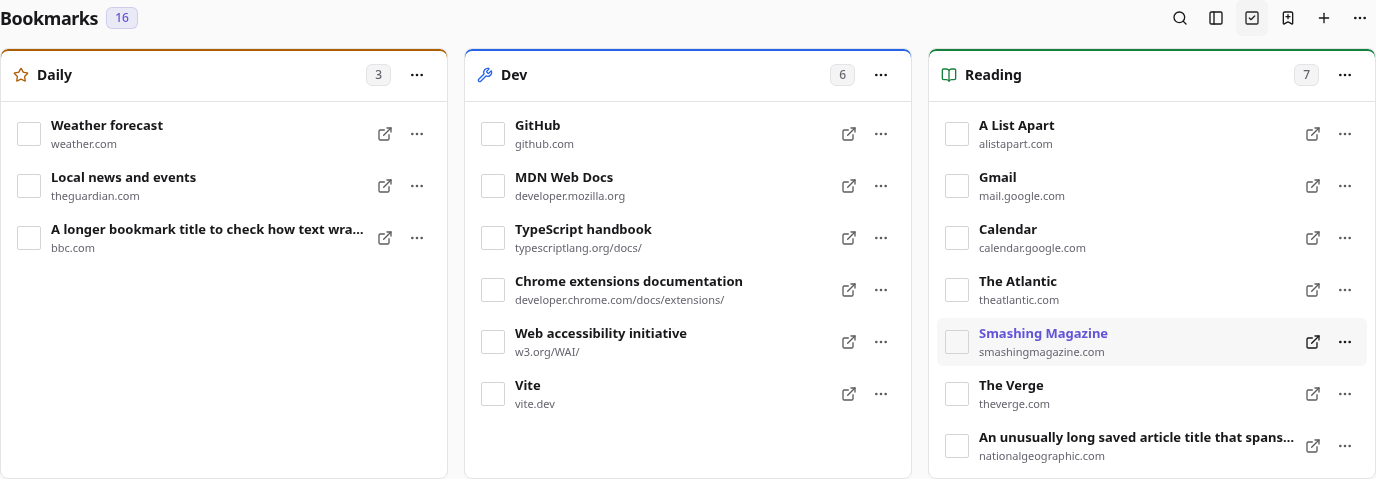 Bookmarks 16
Daily 3
Weather forecast
weather.com
Local news and events
theguardian.com
A longer bookmark title to check how text wra...
bbc.com
Dev 6
GitHub
github.com
MDN Web Docs
developer.mozilla.org
TypeScript handbook
typescriptlang.org/docs/
Chrome extensions documentation
developer.chrome.com/docs/extensions/
Web accessibility initiative
w3.org/WAI/
Vite
vite.dev
Reading 7
A List Apart
alistapart.com
Gmail
mail.google.com
Calendar
calendar.google.com
The Atlantic
theatlantic.com
Smashing Magazine
smashingmagazine.com
The Verge
theverge.com
An unusually long saved article title that spans...
nationalgeographic.com